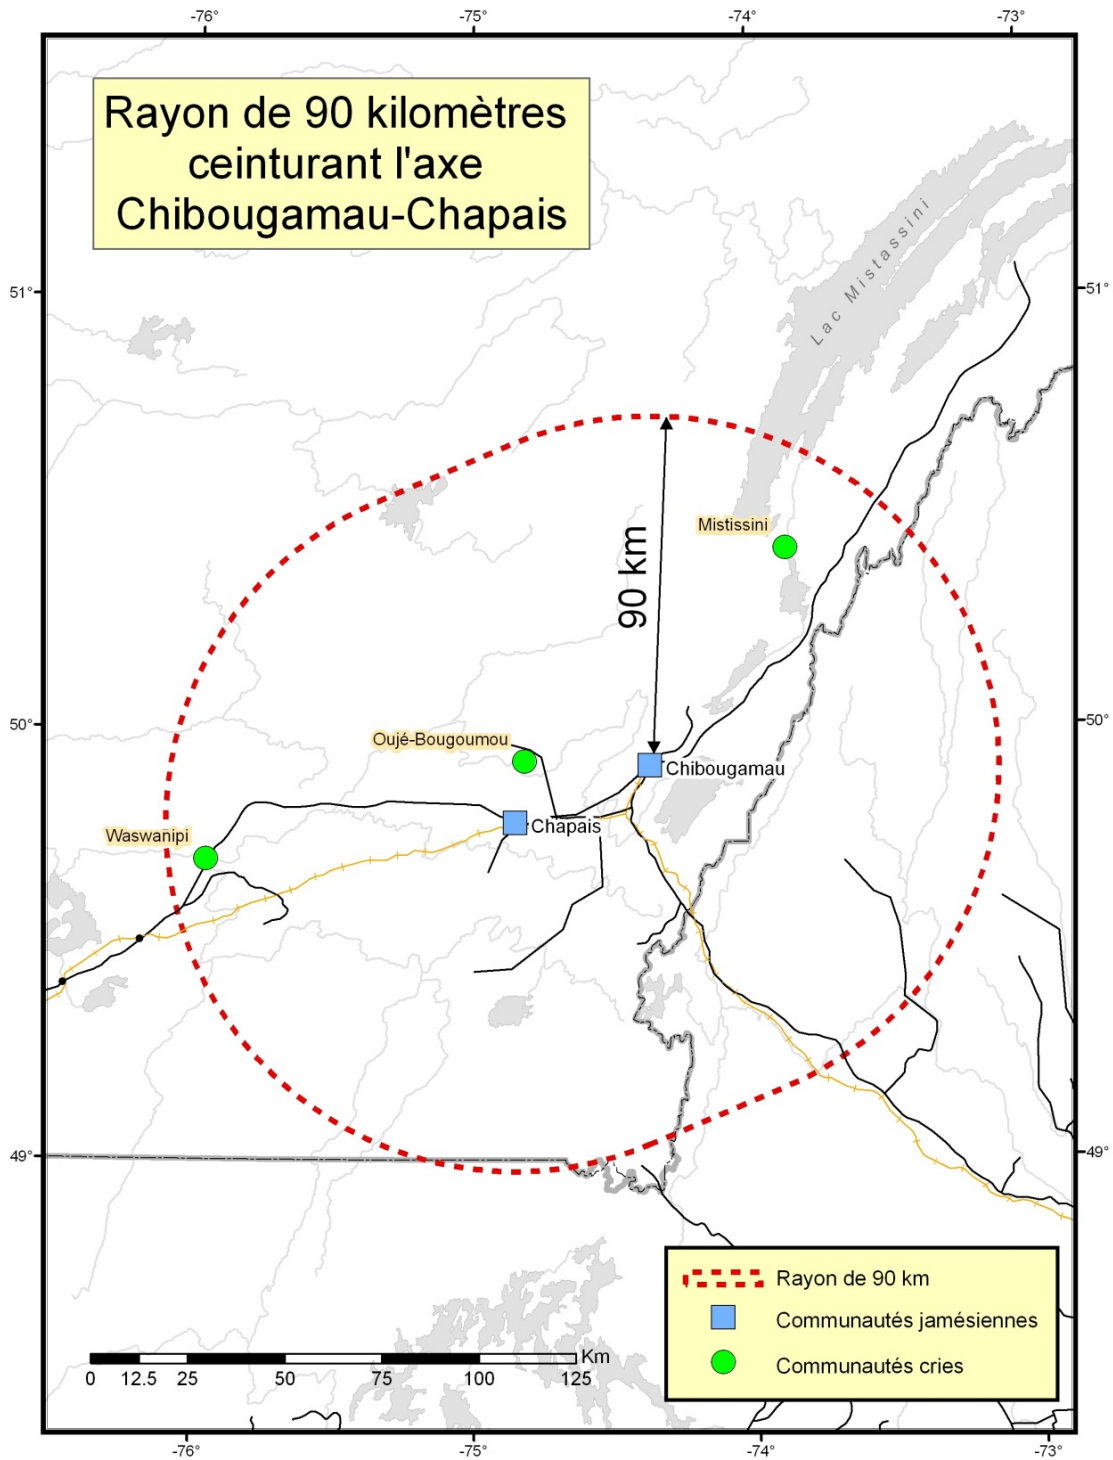 -76°
-75°
-74°
-73°
Rayon de 90 kilomètres
ceinturant l'axe
Chibougamau-Chapais
Lac Mistassini
51°
51°
Mistissini
90 km
50°
50°
Oujé-Bougoumou
Chibougamau
Chapais
Waswanipi
49°
49°
Rayon de 90 km
Communautés jamésiennes
Communautés cries
Km
0 12.5 25 50 75 100 125
-76°
-75°
-74°
-73°